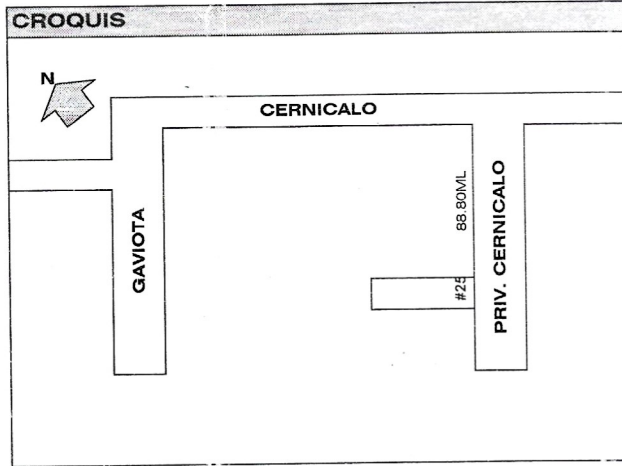 CROQUIS
N
CERNICALO
GAVIOTA
88.80ML
#25
PRIV. CERNICALO